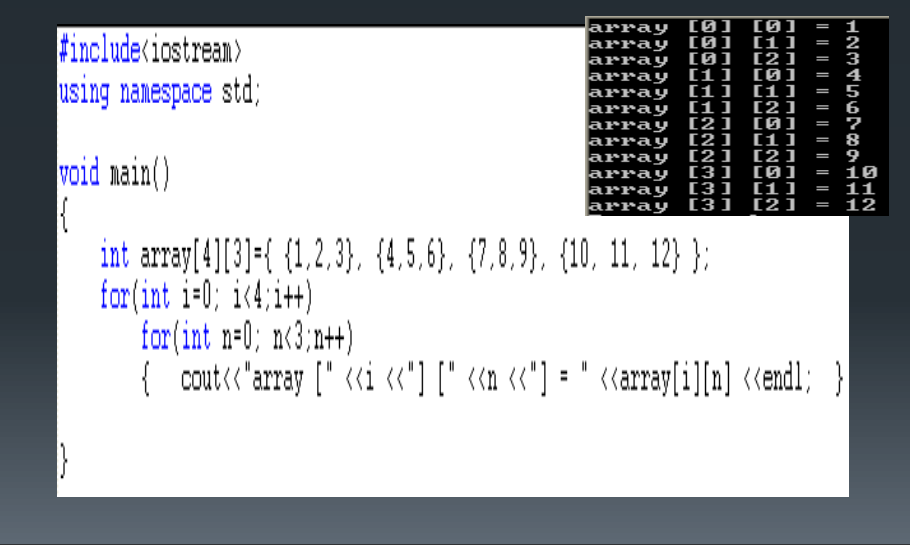 #include<iostream>
using namespace std;
void main()
{
int array[4][3]={ {1,2,3}, {4,5,6}, {7,8,9}, {10, 11, 12} };
for(int i=0; i<4;i++)
for(int n=0; n<3;n++)
{ cout<<"array [" <<i <<"] [" <<n <<"] = " <<array[i][n] <<endl; }
}
array [0] [0] = 1
array [0] [1] = 2
array [0] [2] = 3
array [1] [0] = 4
array [1] [1] = 5
array [1] [2] = 6
array [2] [0] = 7
array [2] [1] = 8
array [2] [2] = 9
array [3] [0] = 10
array [3] [1] = 11
array [3] [2] = 12